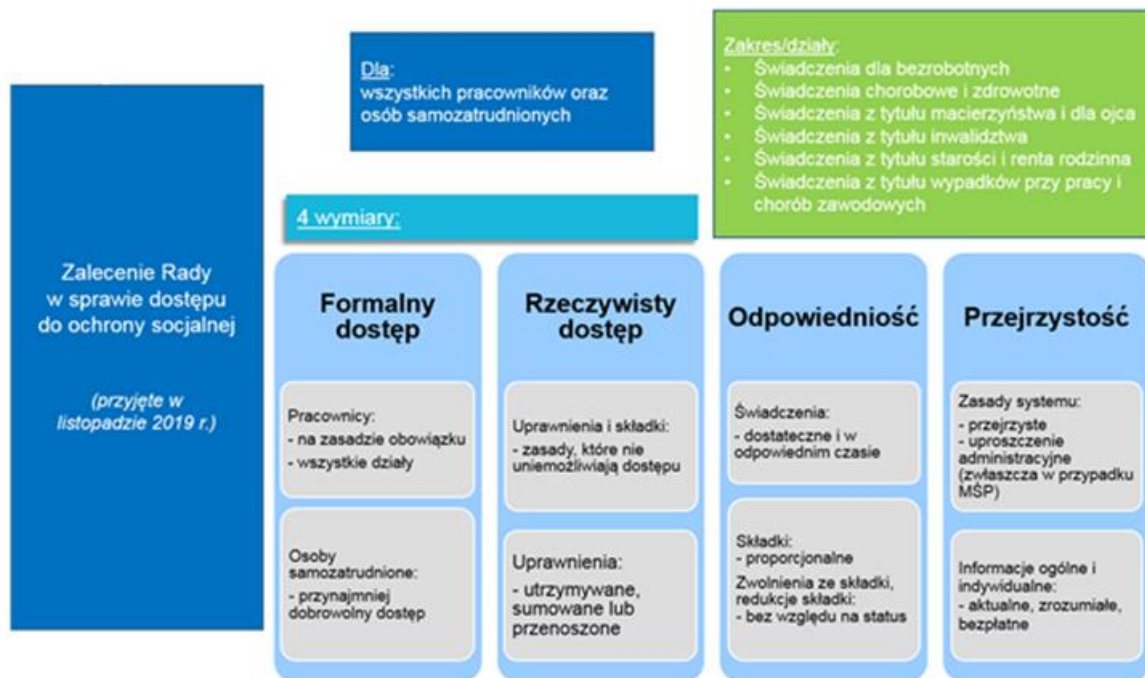 Zalecenie Rady
w sprawie dostępu
do ochrony socjalnej
(przyjęte w
listopadzie 2019 r.)
Dla:
wszystkich pracowników oraz
osób samozatrudnionych
Zakres/działy:
• Świadczenia dla bezrobotnych
• Świadczenia chorobowe i zdrowotne
• Świadczenia z tytułu macierzyństwa i dla ojca
• Świadczenia z tytułu inwalidztwa
• Świadczenia z tytułu starości i renta rodzinna
• Świadczenia z tytułu wypadków przy pracy i
chorób zawodowych
4 wymiary:
Formalny
dostęp
Pracownicy:
- na zasadzie obowiązku
- wszystkie działy
Osoby
samozatrudnione:
- przynajmniej
dobrowolny dostęp
Rzeczywisty
dostęp
Uprawnienia i składki:
- zasady, które nie
uniemożliwiają dostępu
Uprawnienia:
- utrzymywane,
sumowane lub
przenoszone
Odpowiedniość
Świadczenia:
- dostateczne i w
odpowiednim czasie
Składki:
- proporcjonalne
Zwolnienia ze składki,
redukcje składki:
- bez względu na status
Przejrzystość
Zasady systemu:
- przejrzyste
- uproszczenie
administracyjne
(zwłaszcza w przypadku
MŚP)
Informacje ogólne i
indywidualne:
- aktualne, zrozumiałe,
bezpłatne